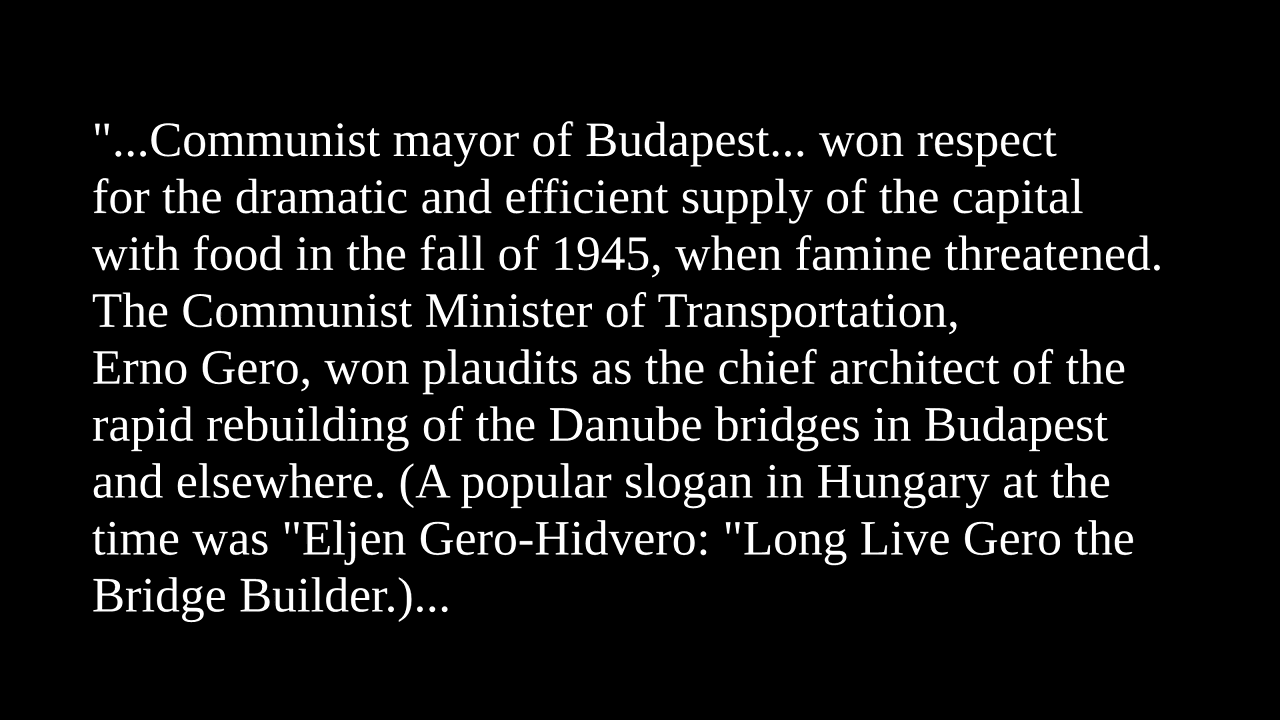 "...Communist mayor of Budapest... won respect
for the dramatic and efficient supply of the capital
with food in the fall of 1945, when famine threatened.
The Communist Minister of Transportation,
Erno Gero, won plaudits as the chief architect of the
rapid rebuilding of the Danube bridges in Budapest
and elsewhere. (A popular slogan in Hungary at the
time was "Eljen Gero-Hidvero: "Long Live Gero the
Bridge Builder.)...